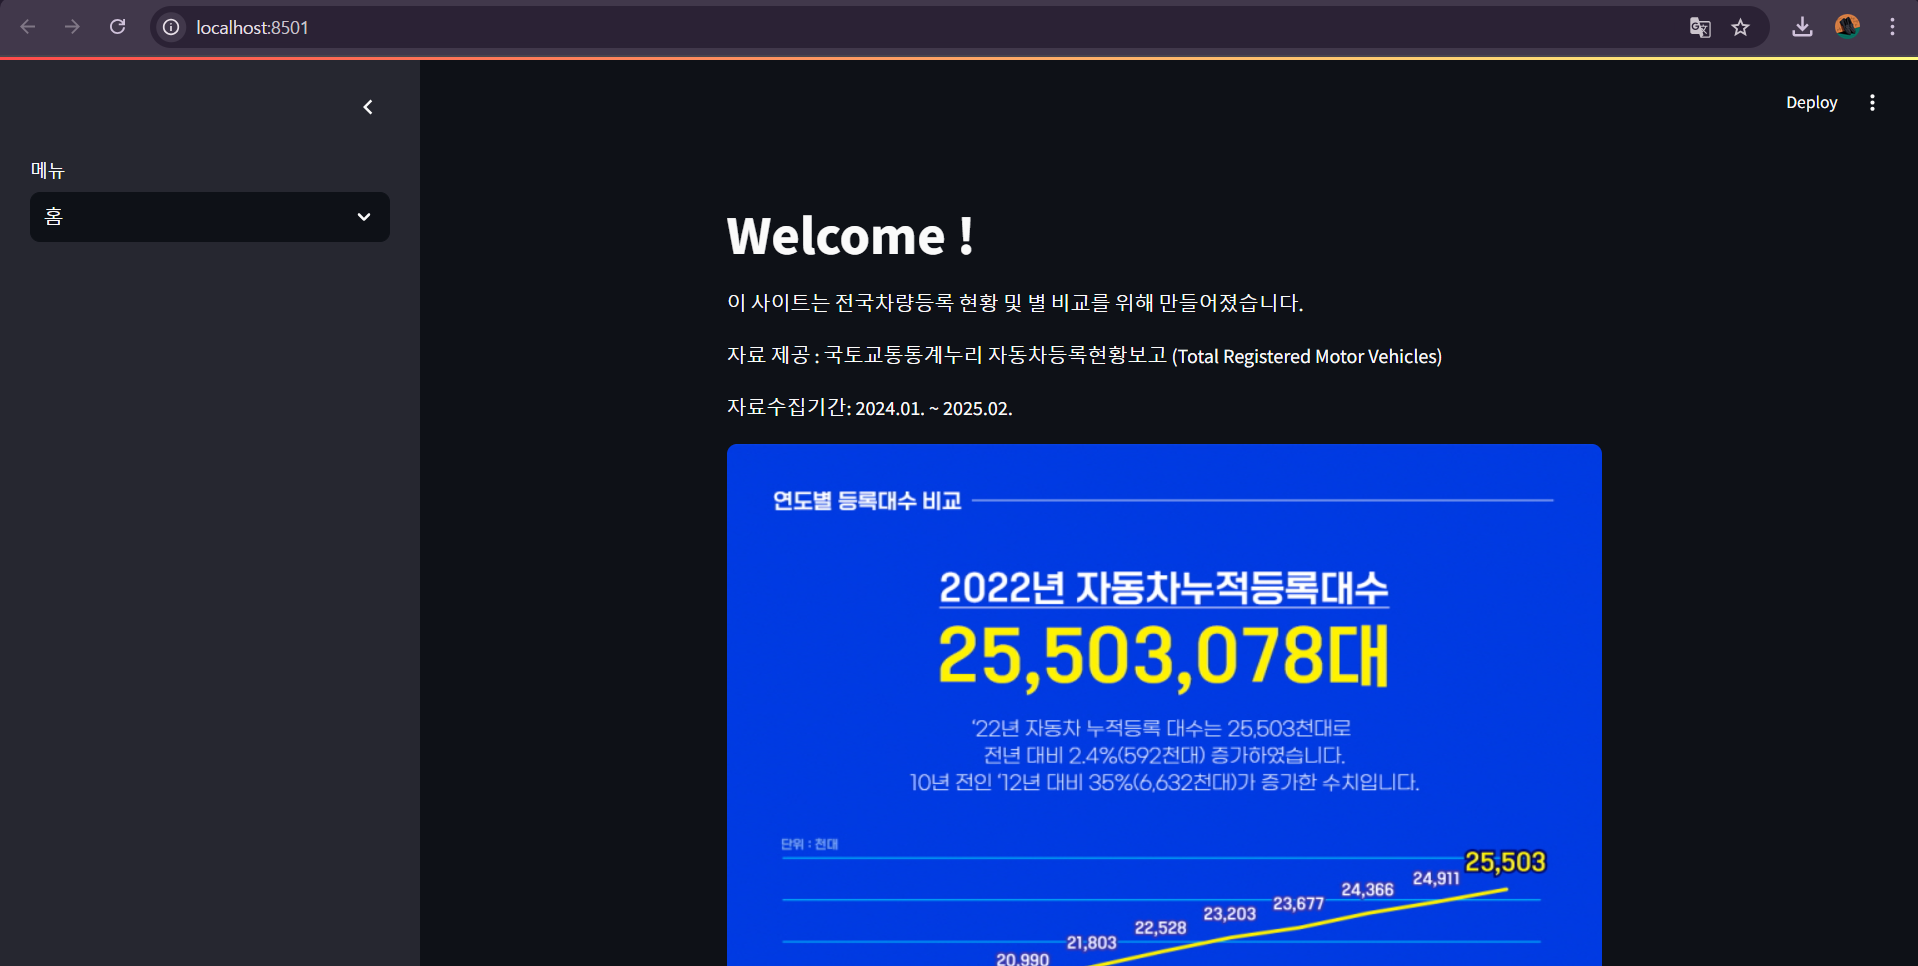 localhost:8501
Deploy
메뉴
홈
Welcome !
이 사이트는 전국차량등록 현황 및 별 비교를 위해 만들어졌습니다.
자료 제공 : 국토교통통계누리 자동차등록현황보고 (Total Registered Motor Vehicles)
자료수집기간: 2024.01. ~ 2025.02.
연도별 등록대수 비교
2022년 자동차누적등록대수
25,503,078대
‘22년 자동차 누적등록 대수는 25,503천대로
전년 대비 2.4%(592천대) 증가하였습니다.
10년 전인 ‘12년 대비 35%(6,632천대)가 증가한 수치입니다.
단위 : 천대
20,990
21,803
22,528
23,203
23,677
24,366
24,911
25,503